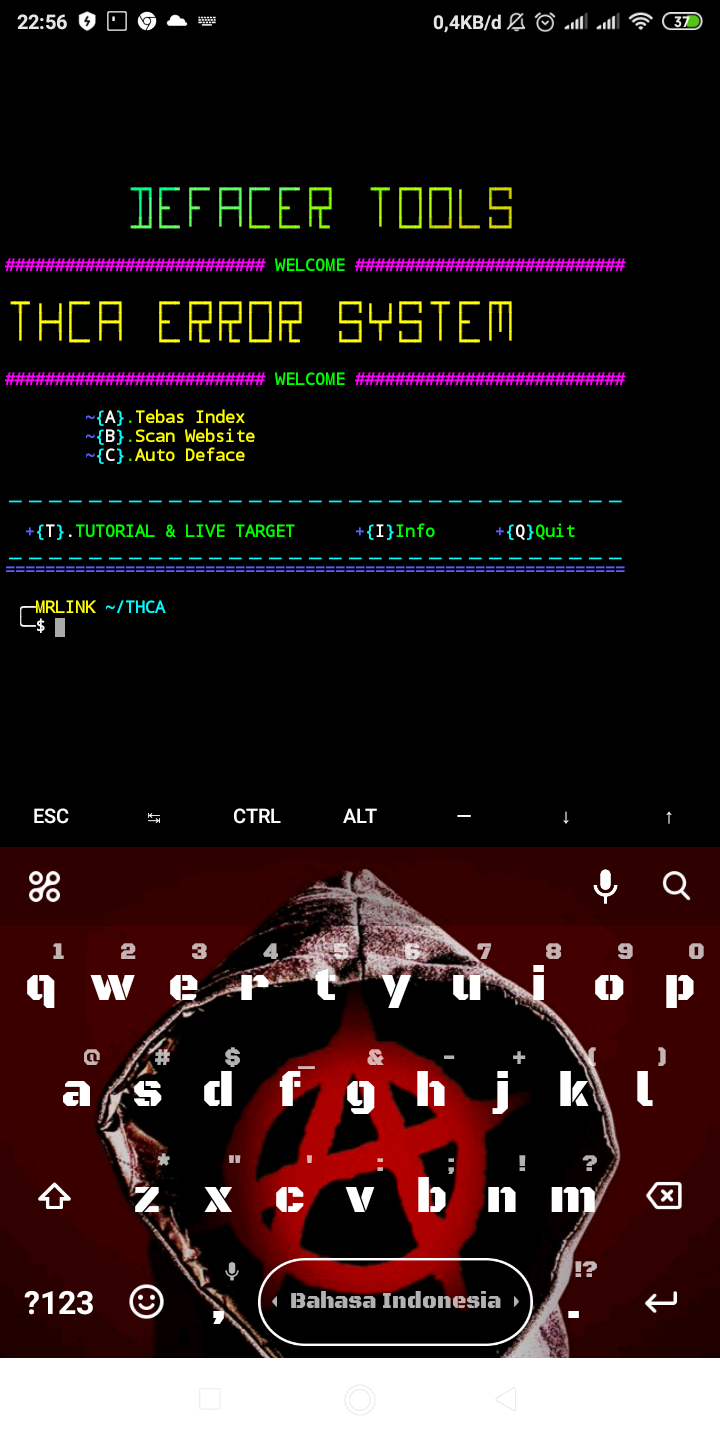 22:56 0,4KB/d 37
DEFACER TOOLS
########################## WELCOME ###########################
THCA ERROR SYSTEM
########################## WELCOME ###########################
~{A}.Tebas Index
~{B}.Scan Website
~{C}.Auto Deface
+{T}.TUTORIAL & LIVE TARGET +{I}Info +{Q}Quit
==============================================================
MRLINK ~/THCA
$
ESC ↹ CTRL ALT — ↓ ↑
1 2 3 4 5 6 7 8 9 0
q w e r t y u i o p
@ # $ _ & - + ( )
a s d f g h j k l
* " ' : ; ! ?
z x c v b n m
!?
?123 , Bahasa Indonesia .